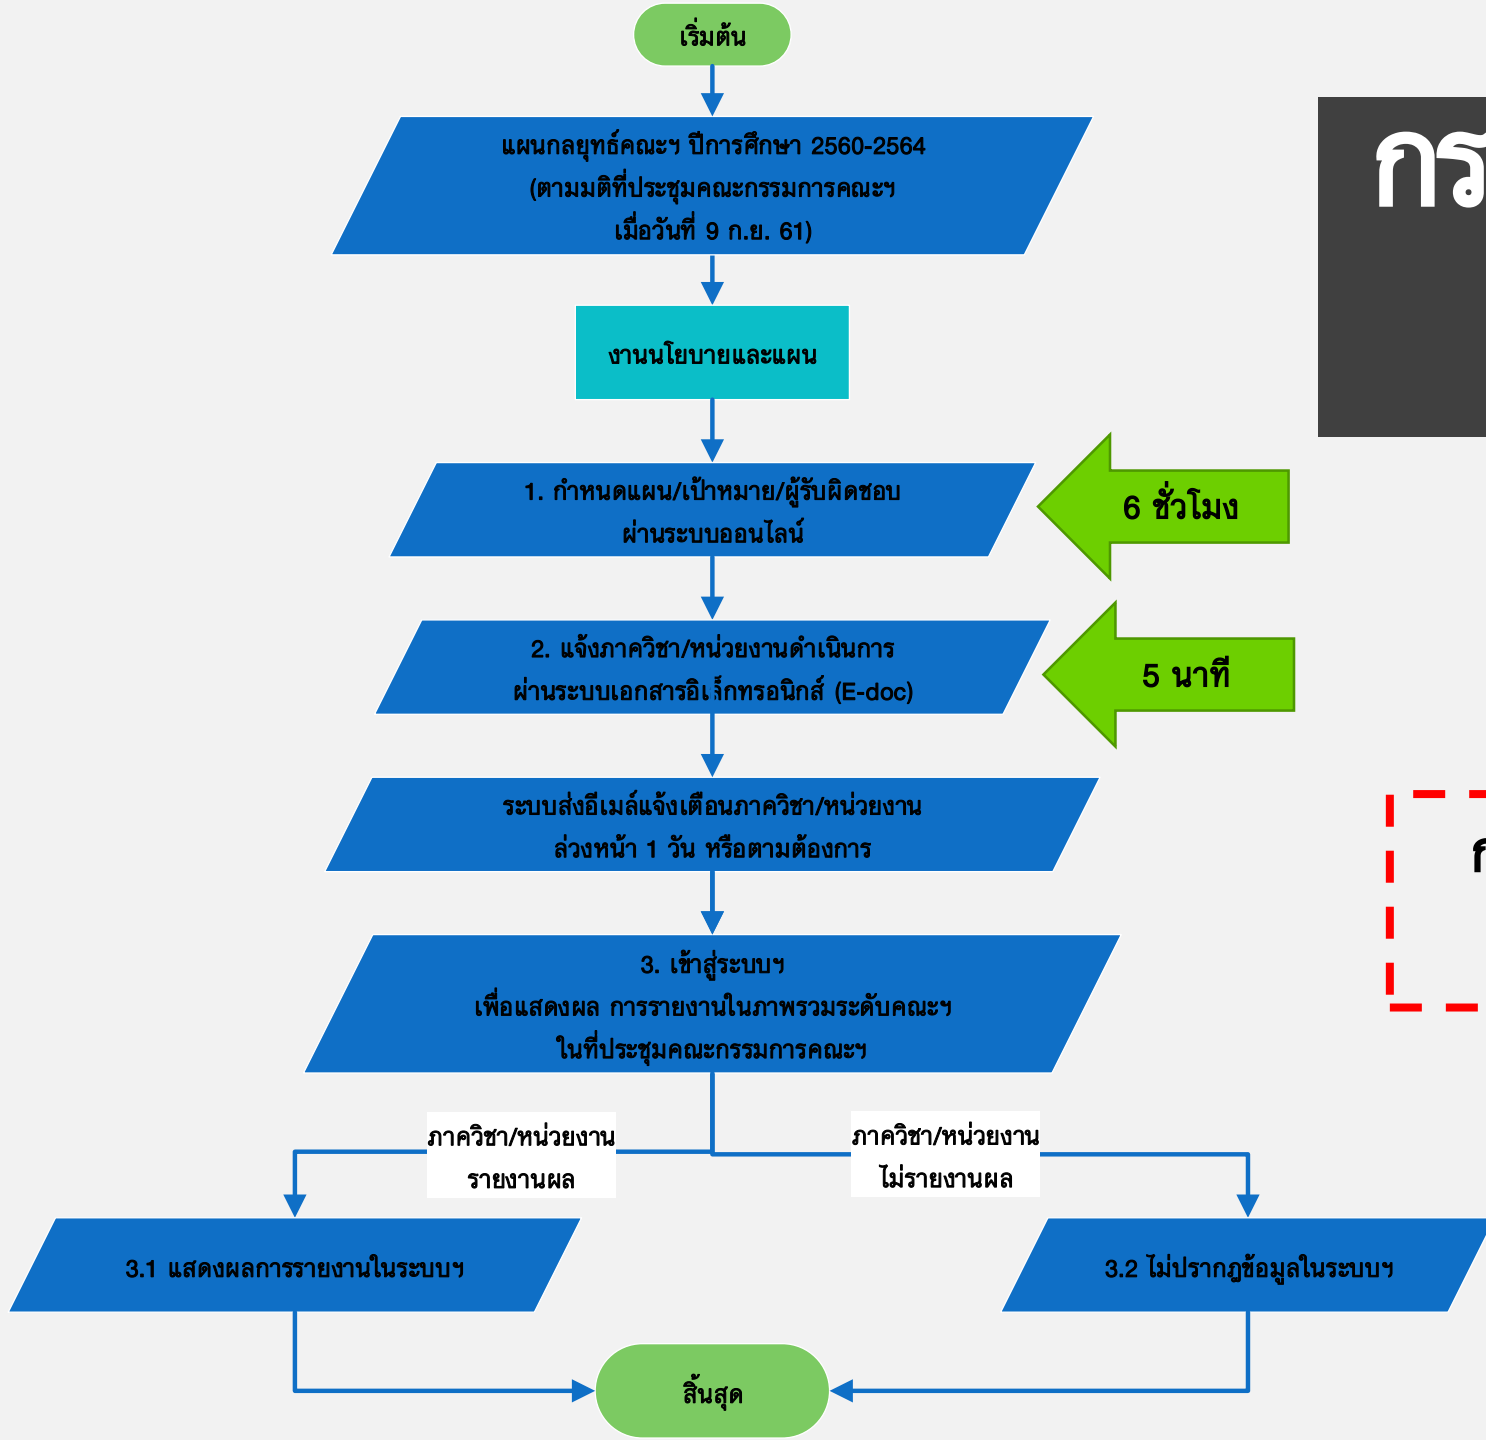 เริ่มต้น
แผนกลยุทธ์คณะฯ ปีการศึกษา 2560-2564
(ตามมติที่ประชุมคณะกรรมการคณะฯ
เมื่อวันที่ 9 ก.ย. 61)
งานนโยบายและแผน
1. กำหนดแผน/เป้าหมาย/ผู้รับผิดชอบ
ผ่านระบบออนไลน์
6 ชั่วโมง
2. แจ้งภาควิชา/หน่วยงานดำเนินการ
ผ่านระบบเอกสารอิเล็กทรอนิกส์ (E-doc)
5 นาที
ระบบส่งอีเมล์แจ้งเตือนภาควิชา/หน่วยงาน
ล่วงหน้า 1 วัน หรือตามต้องการ
3. เข้าสู่ระบบฯ
เพื่อแสดงผล การรายงานในภาพรวมระดับคณะฯ
ในที่ประชุมคณะกรรมการคณะฯ
ภาควิชา/หน่วยงาน
รายงานผล
ภาควิชา/หน่วยงาน
ไม่รายงานผล
3.1 แสดงผลการรายงานในระบบฯ
3.2 ไม่ปรากฎข้อมูลในระบบฯ
สิ้นสุด